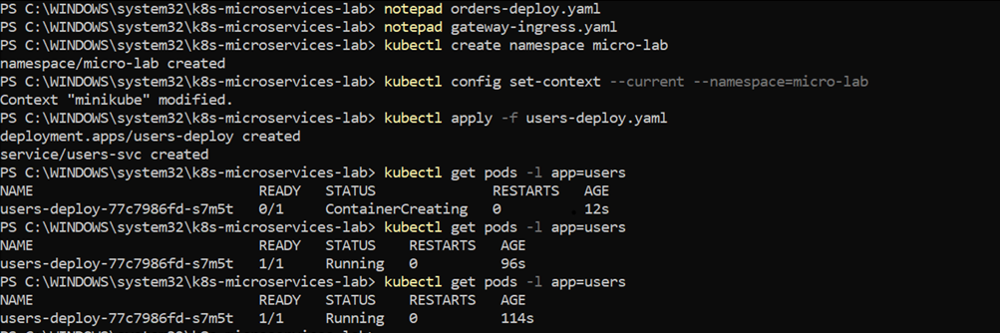 PS C:\WINDOWS\system32\k8s-microservices-lab> notepad orders-deploy.yaml
PS C:\WINDOWS\system32\k8s-microservices-lab> notepad gateway-ingress.yaml
PS C:\WINDOWS\system32\k8s-microservices-lab> kubectl create namespace micro-lab
namespace/micro-lab created
PS C:\WINDOWS\system32\k8s-microservices-lab> kubectl config set-context --current --namespace=micro-lab
Context "minikube" modified.
PS C:\WINDOWS\system32\k8s-microservices-lab> kubectl apply -f users-deploy.yaml
deployment.apps/users-deploy created
service/users-svc created
PS C:\WINDOWS\system32\k8s-microservices-lab> kubectl get pods -l app=users
NAME READY STATUS RESTARTS AGE
users-deploy-77c7986fd-s7m5t 0/1 ContainerCreating 0 12s
PS C:\WINDOWS\system32\k8s-microservices-lab> kubectl get pods -l app=users
NAME READY STATUS RESTARTS AGE
users-deploy-77c7986fd-s7m5t 1/1 Running 0 96s
PS C:\WINDOWS\system32\k8s-microservices-lab> kubectl get pods -l app=users
NAME READY STATUS RESTARTS AGE
users-deploy-77c7986fd-s7m5t 1/1 Running 0 114s